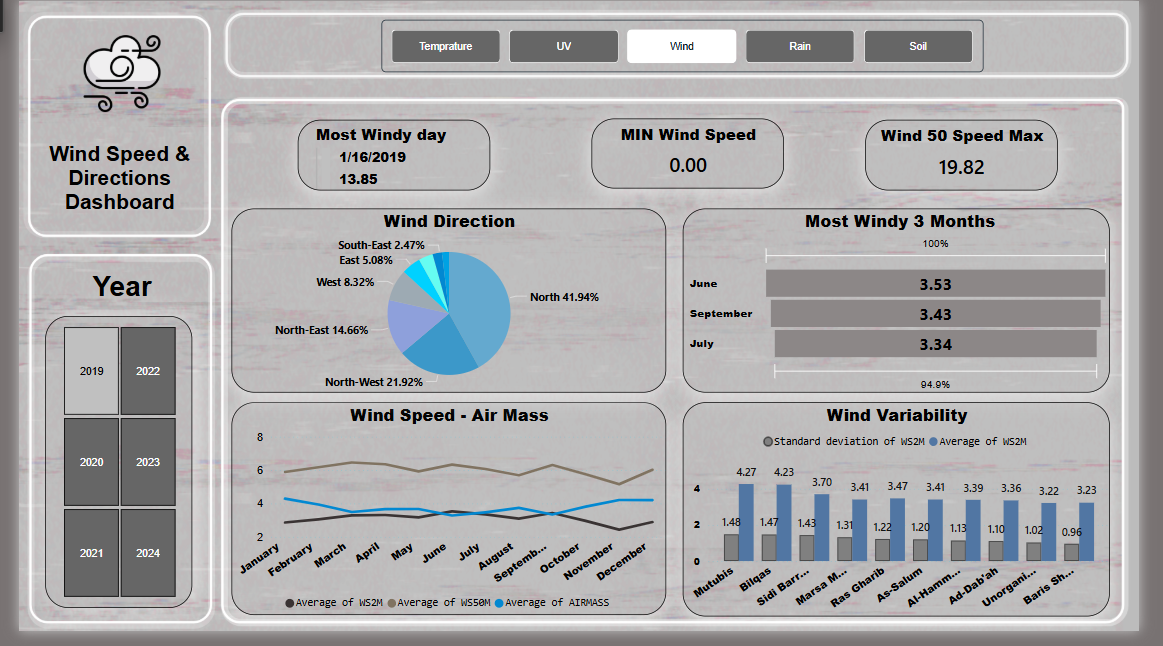 Temprature
UV
Wind
Rain
Soil
Wind Speed &
Directions
Dashboard
Year
2019
2022
2020
2023
2021
2024
Most Windy day
1/16/2019
13.85
MIN Wind Speed
0.00
Wind 50 Speed Max
19.82
Wind Direction
South-East 2.47%
East 5.08%
West 8.32%
North-East 14.66%
North-West 21.92%
North 41.94%
Most Windy 3 Months
100%
June
3.53
September
3.43
July
3.34
94.9%
Wind Speed - Air Mass
8
6
4
2
January
February
March
April
May
June
July
August
Septemb...
October
November
December
Average of WS2M
Average of WS50M
Average of AIRMASS
Wind Variability
Standard deviation of WS2M
Average of WS2M
4
2
0
1.48
4.27
1.47
4.23
1.43
3.70
1.31
3.41
1.22
3.47
1.20
3.41
1.13
3.39
1.10
3.36
1.02
3.22
0.96
3.23
Mutubis
Bilqas
Sidi Barr...
Marsa M...
Ras Gharib
As-Salum
Al-Hamm...
Ad-Dab'ah
Unorgani...
Baris Sh...